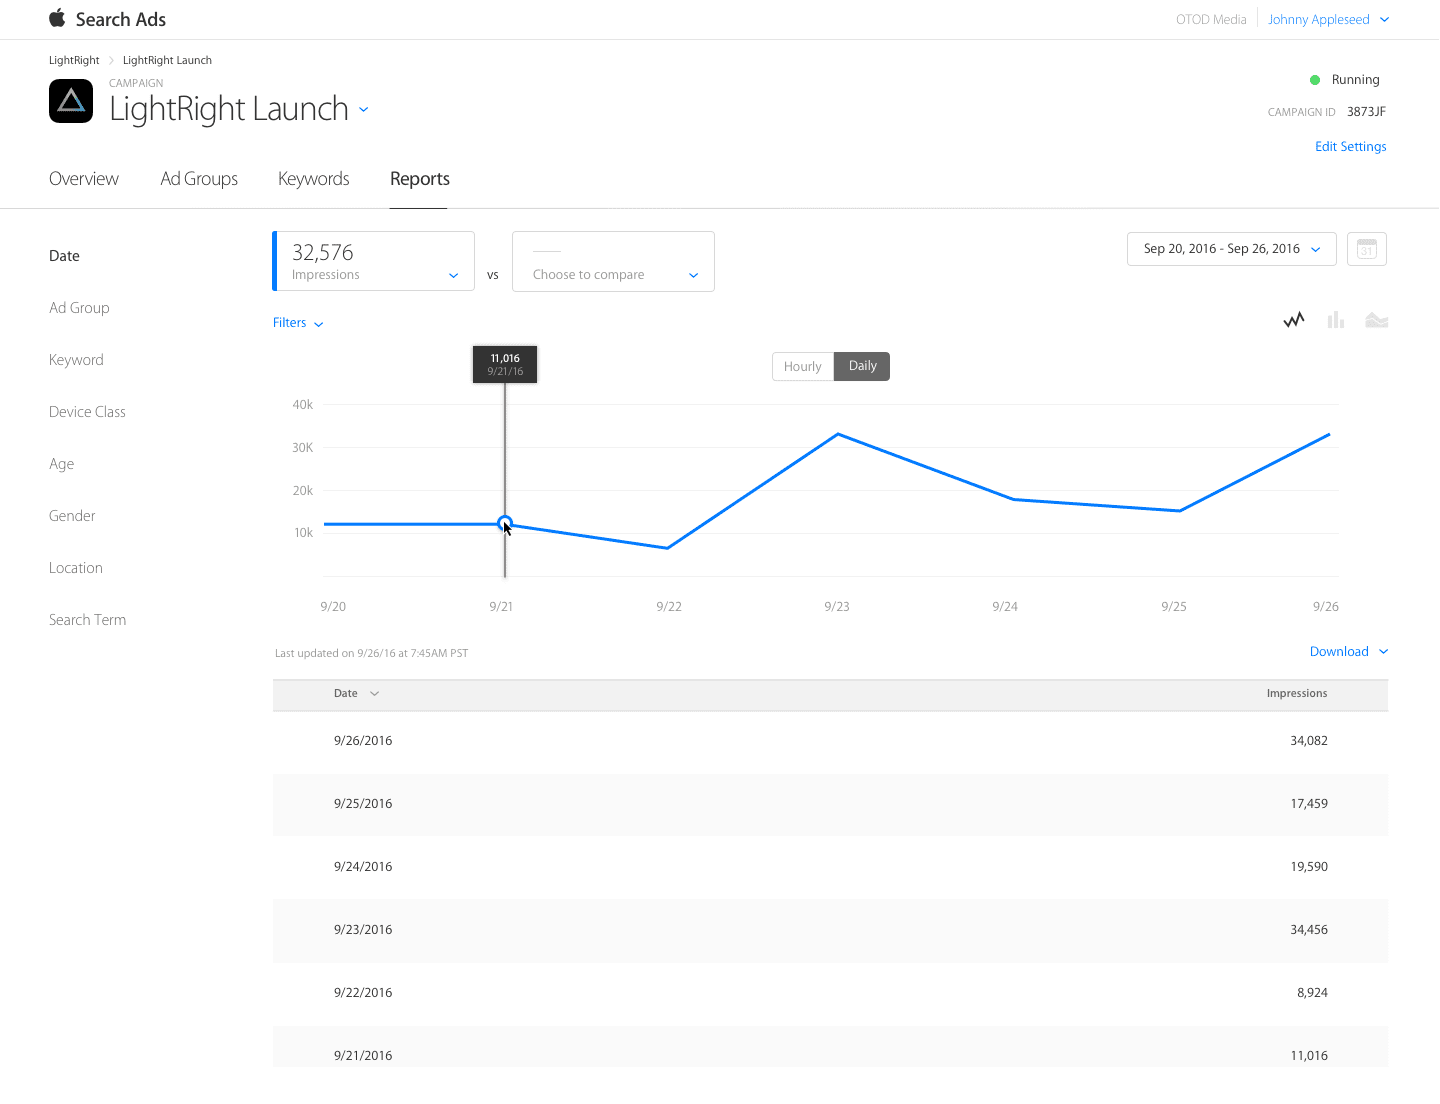 Search Ads
OTOD Media
Johnny Appleseed
LightRight
LightRight Launch
CAMPAIGN
LightRight Launch
Running
CAMPAIGN ID 3873JF
Edit Settings
Overview
Ad Groups
Keywords
Reports
Date
Ad Group
Keyword
Device Class
Age
Gender
Location
Search Term
32,576
Impressions
vs
Choose to compare
Sep 20, 2016 - Sep 26, 2016
31
Filters
11,016
9/21/16
Hourly
Daily
40k
30K
20k
10k
9/20
9/21
9/22
9/23
9/24
9/25
9/26
Last updated on 9/26/16 at 7:45AM PST
Download
Date
Impressions
9/26/2016
34,082
9/25/2016
17,459
9/24/2016
19,590
9/23/2016
34,456
9/22/2016
8,924
9/21/2016
11,016